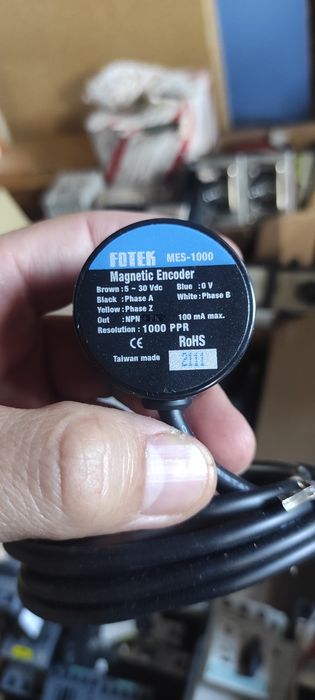 FOTEK MES-1000
Magnetic Encoder
Brown : 5 ~ 30 Vdc Blue : 0 V
Black : Phase A White : Phase B
Yellow : Phase Z
Out : NPN 100 mA max.
Resolution : 1000 PPR
CE RoHS
Taiwan made